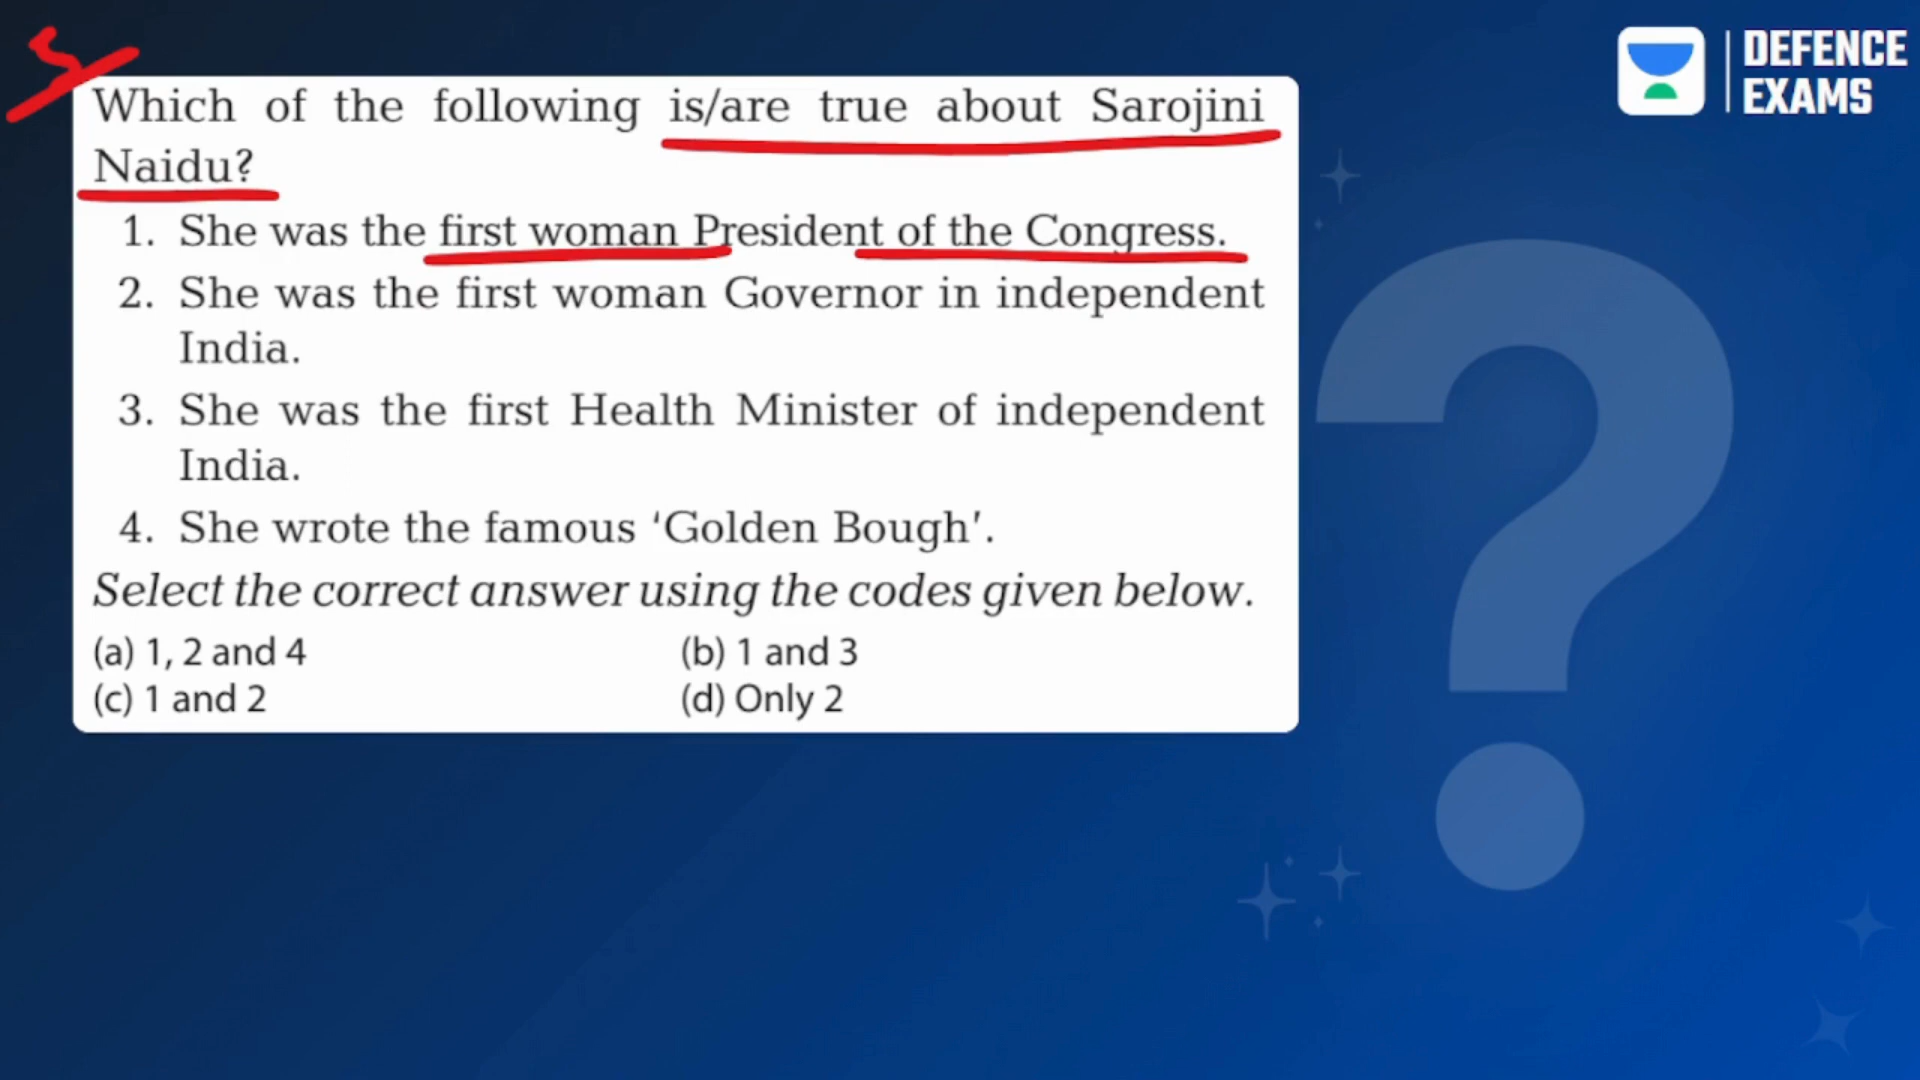 DEFENCE
EXAMS
Which of the following is/are true about Sarojini
Naidu?
1. She was the first woman President of the Congress.
2. She was the first woman Governor in independent
India.
3. She was the first Health Minister of independent
India.
4. She wrote the famous ‘Golden Bough’.
Select the correct answer using the codes given below.
(a) 1, 2 and 4 (b) 1 and 3
(c) 1 and 2 (d) Only 2